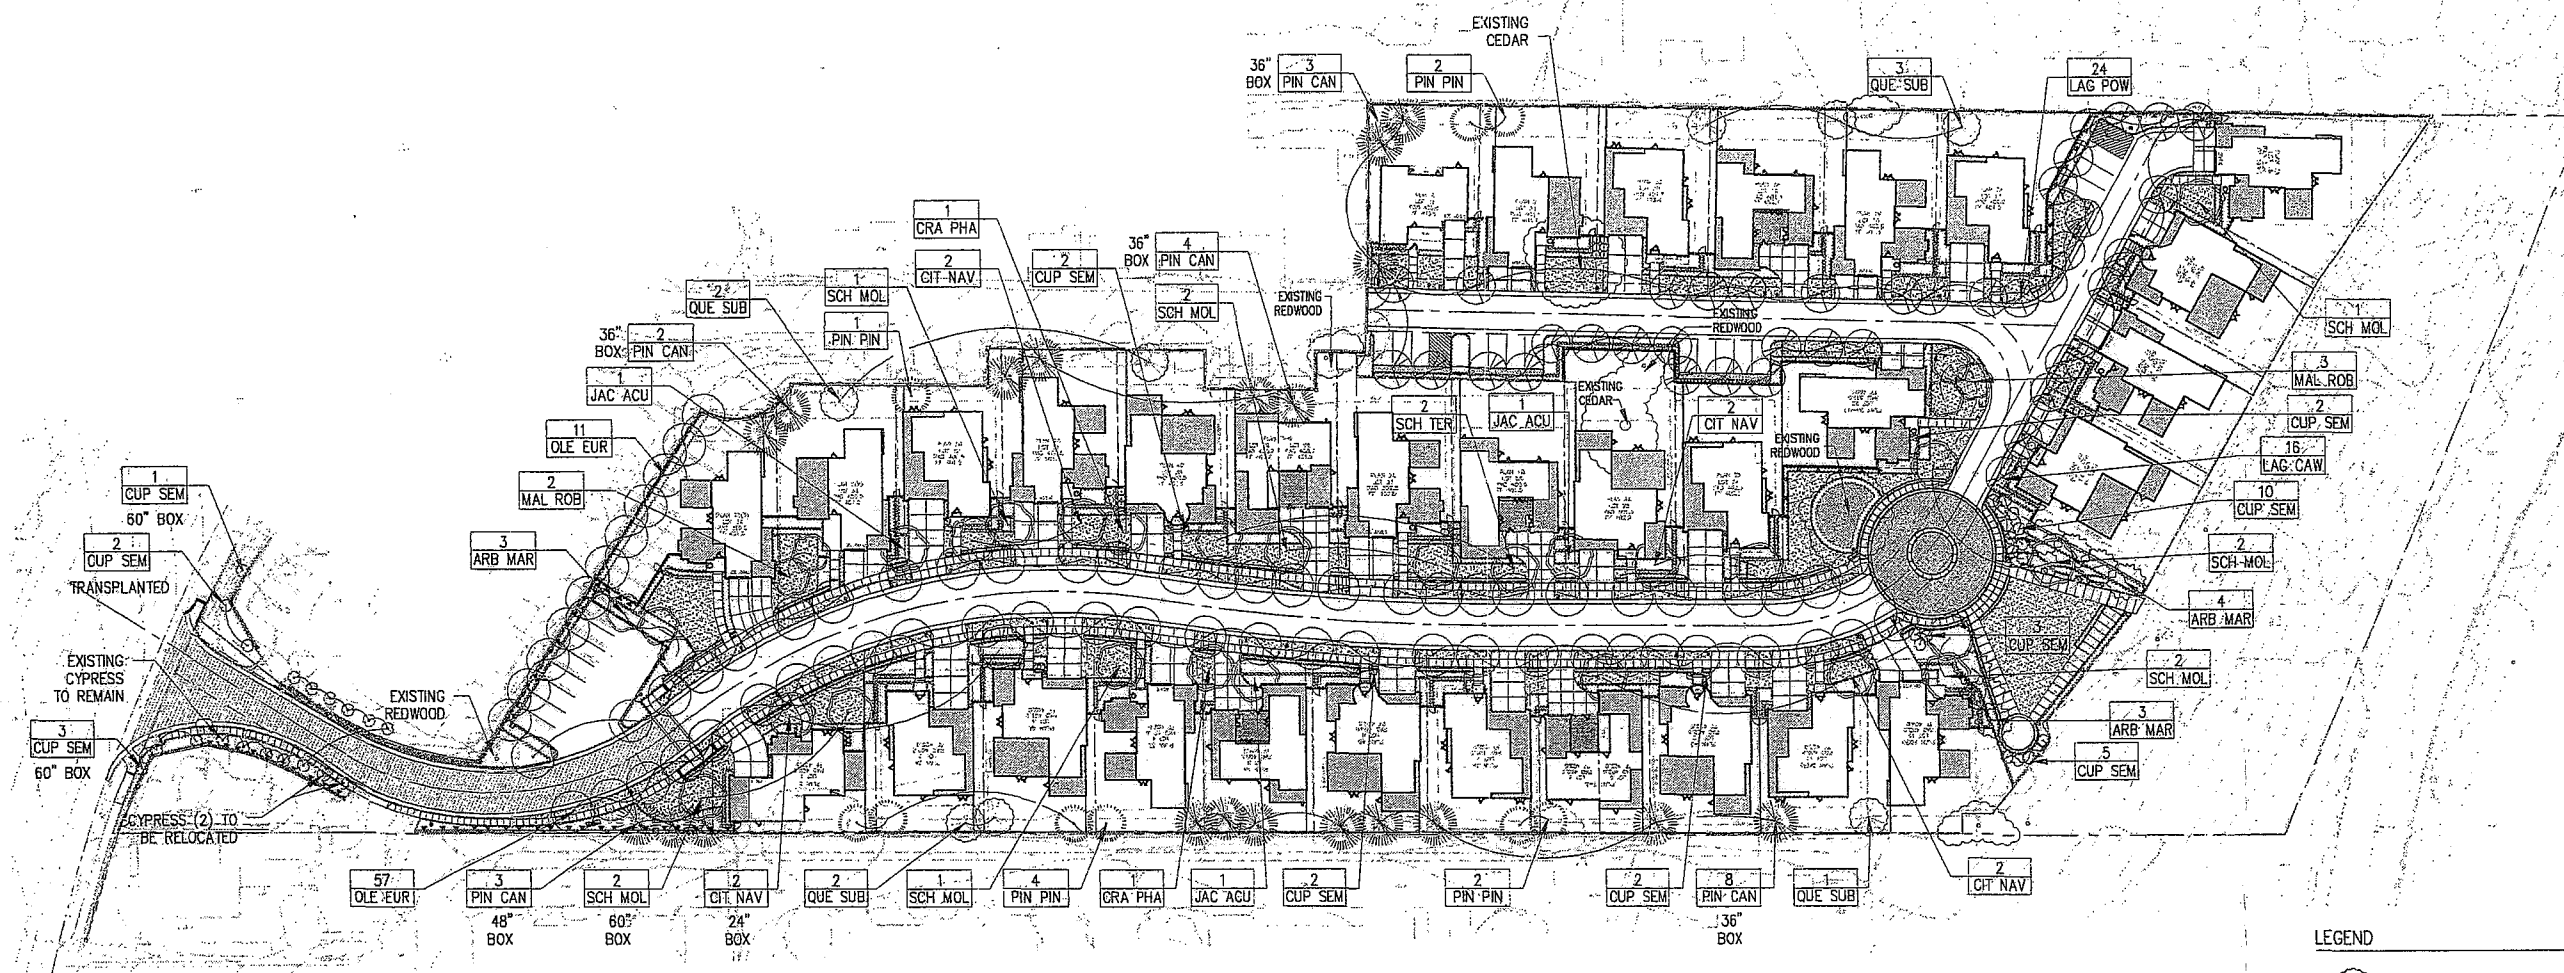 EXISTING
CEDAR
36"
BOX
3
PIN CAN
2
PIN PIN
3
QUE SUB
24
LAG POW
1
CRA PHA
2
CIT NAV
2
CUP SEM
36"
BOX
4
PIN CAN
2
SCH MOL
EXISTING
REDWOOD
EXISTING
REDWOOD
1
SCH MOL
2
QUE SUB
1
SCH MOL
1
PIN PIN
36"
BOX
2
PIN CAN
1
JAC ACU
11
OLE EUR
2
MAL ROB
3
ARB MAR
1
CUP SEM
60" BOX
2
CUP SEM
TRANSPLANTED
EXISTING
CYPRESS
TO REMAIN
3
CUP SEM
60" BOX
EXISTING
REDWOOD
CYPRESS (2) TO
BE RELOCATED
2
SCH TER
1
JAC ACU
EXISTING
CEDAR
2
CIT NAV
EXISTING
REDWOOD
3
MAL ROB
2
CUP SEM
16
LAG CAW
10
CUP SEM
2
SCH MOL
4
ARB MAR
3
CUP SEM
2
SCH MOL
3
ARB MAR
5
CUP SEM
57
OLE EUR
3
PIN CAN
48"
BOX
2
SCH MOL
60"
BOX
2
CIT NAV
24"
BOX
2
QUE SUB
1
SCH MOL
4
PIN PIN
1
CRA PHA
1
JAC ACU
2
CUP SEM
2
PIN PIN
2
CUP SEM
8
PIN CAN
36"
BOX
1
QUE SUB
2
CIT NAV
LEGEND